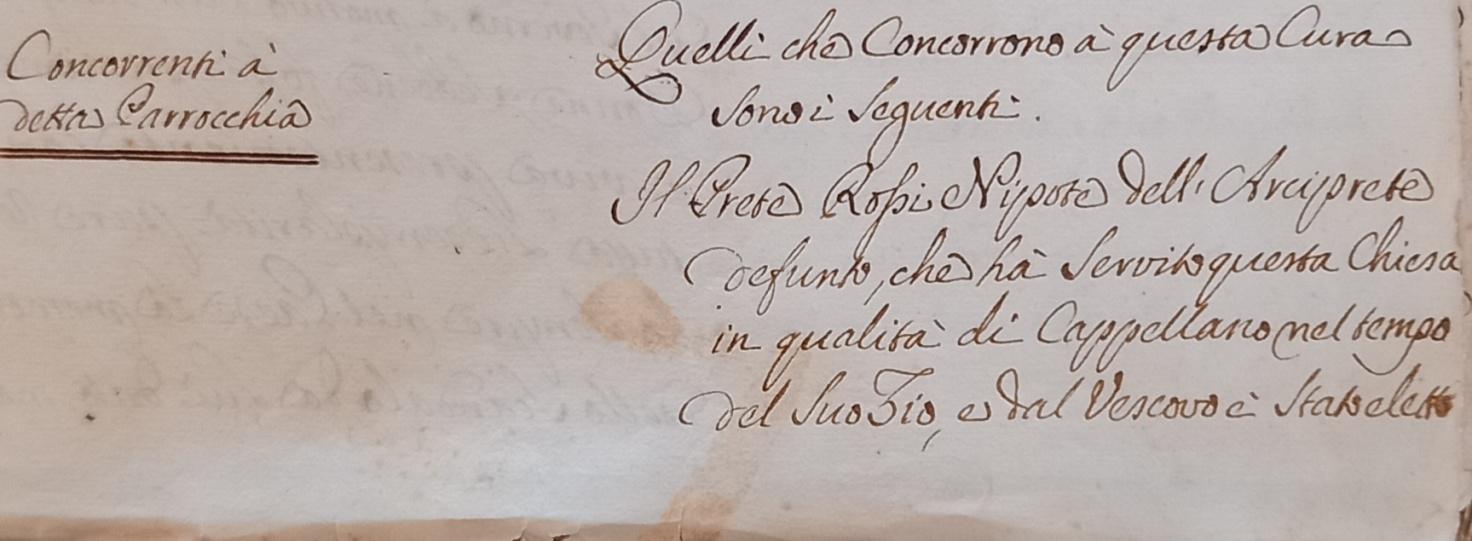 Concorrenti à
detta Parrocchia
Quelli che Concorrono à questa Cura
sono i seguenti.
Il Prete Rossi Nipote dell' Arciprete
defunto, che hà servito questa Chiesa
in qualità di Cappellano nel tempo
del suo Zio, e dal Vescovo è stato eletto